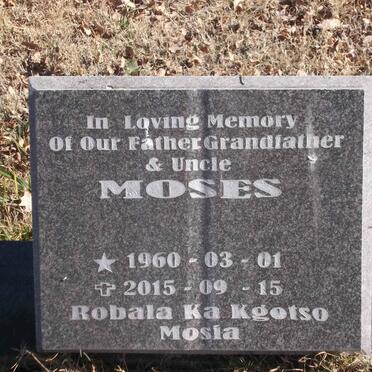 In Loving Memory
Of Our Father, Grandfather
& Uncle
MOSES
1960 - 03 - 01
2015 - 09 - 15
Robala Ka Kgotso
Mosia